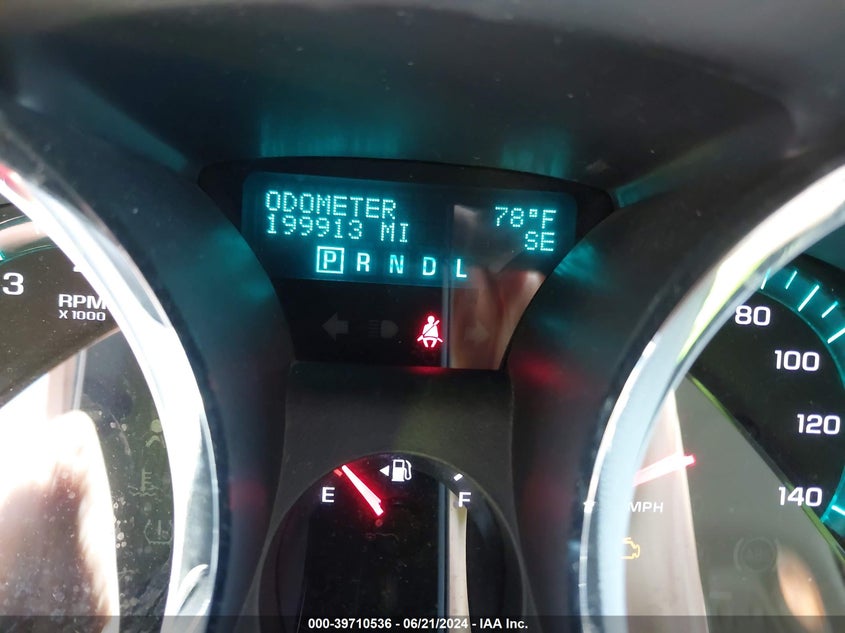 ODOMETER 78°F
199913 MI SE
P R N D L
3
RPM
X 1000
80
100
120
140
MPH
E F
000-39710536 - 06/21/2024 - IAA Inc.